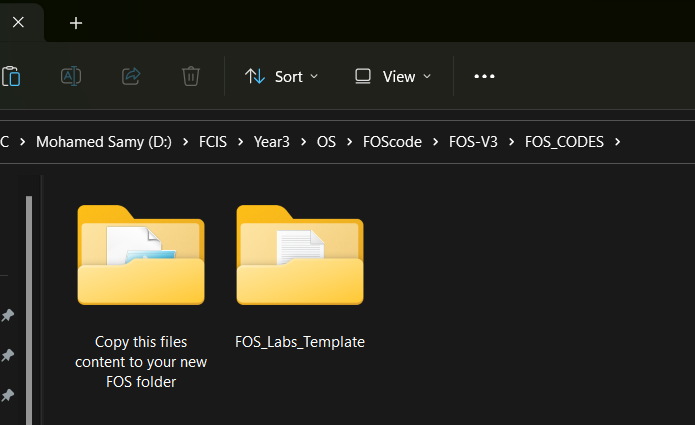 Sort
View
C > Mohamed Samy (D:) > FCIS > Year3 > OS > FOScode > FOS-V3 > FOS_CODES >
Copy this files
content to your new
FOS folder
FOS_Labs_Template